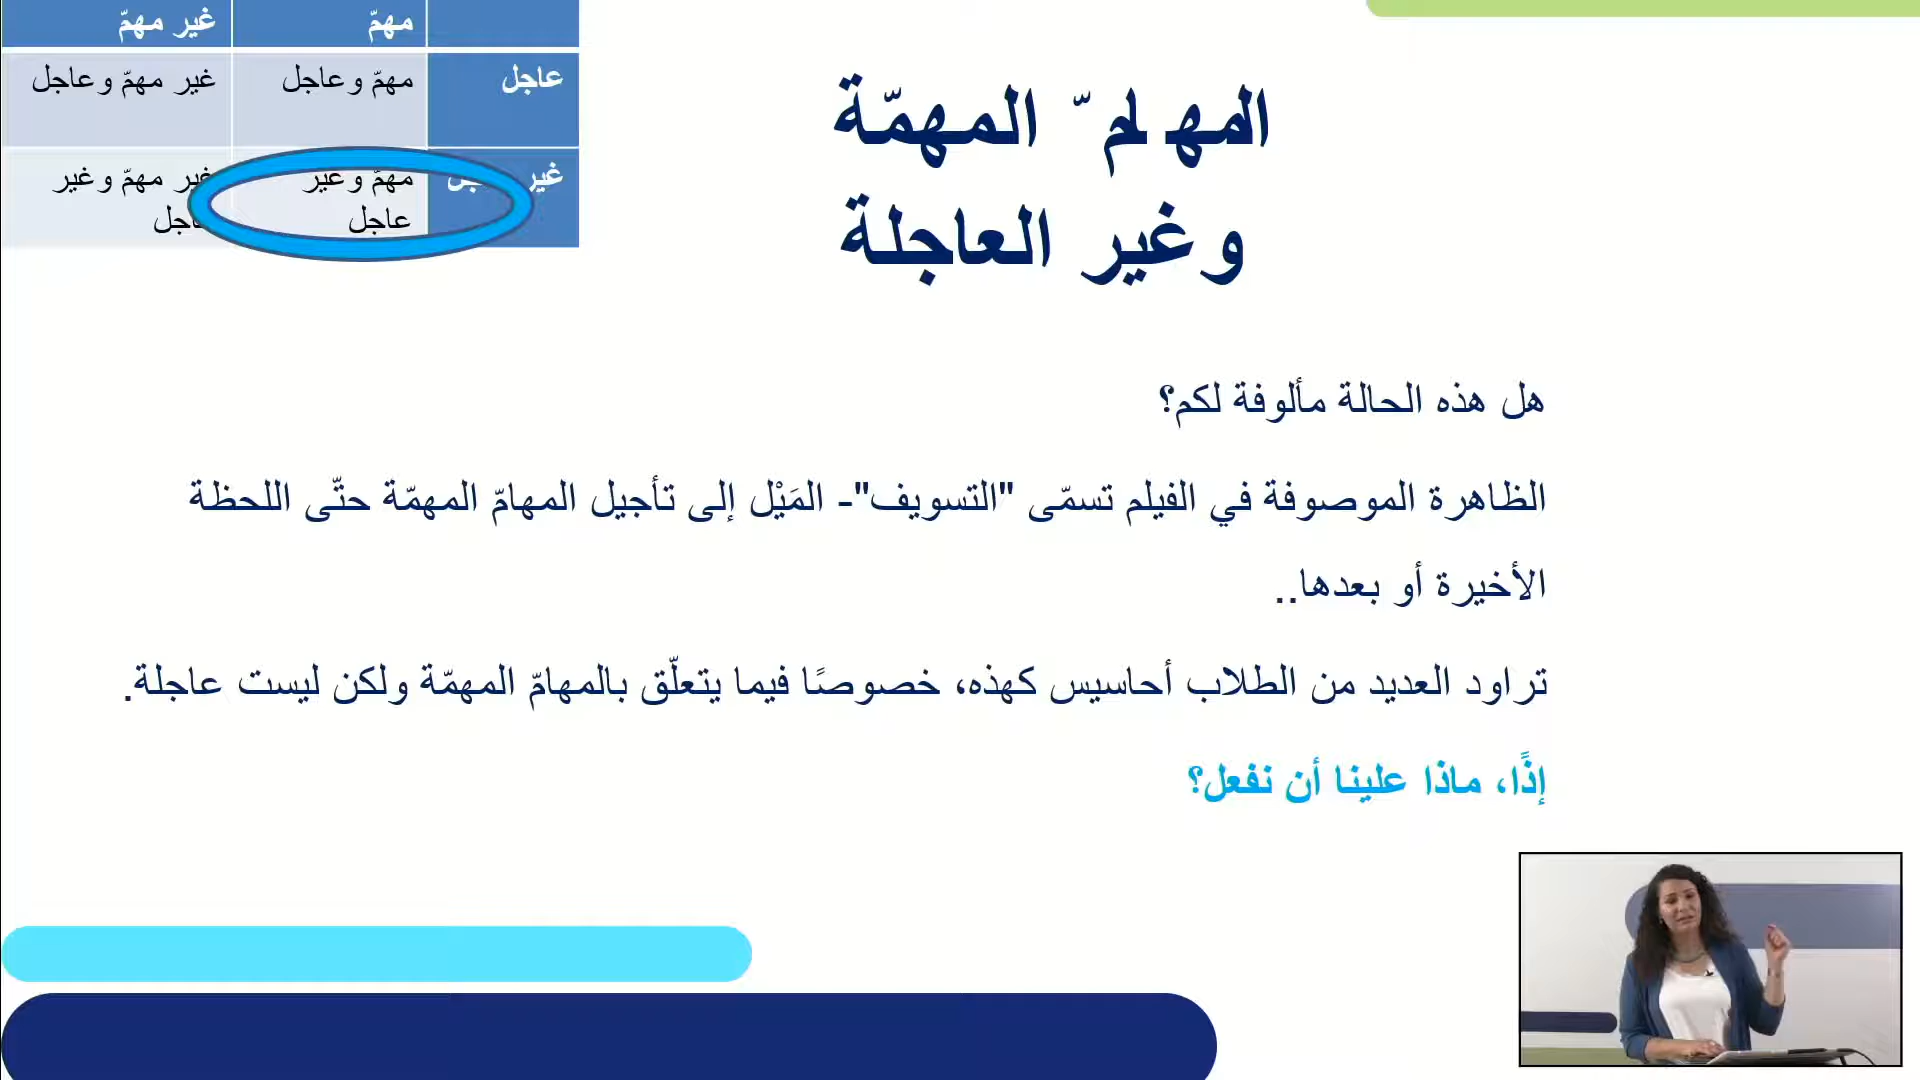 المهامّ المهمّة
وغير العاجلة
مهمّ غير مهمّ
عاجل مهمّ وعاجل غير مهمّ وعاجل
غير مهمّ وغير غير مهمّ وغير
عاجل
هل هذه الحالة مألوفة لكم؟
الظاهرة الموصوفة في الفيلم تسمّى "التسويف"- المَيْل إلى تأجيل المهامّ المهمّة حتّى اللحظة
الأخيرة أو بعدها..
تراود العديد من الطلاب أحاسيس كهذه، خصوصًا فيما يتعلّق بالمهامّ المهمّة ولكن ليست عاجلة.
إذًا، ماذا علينا أن نفعل؟